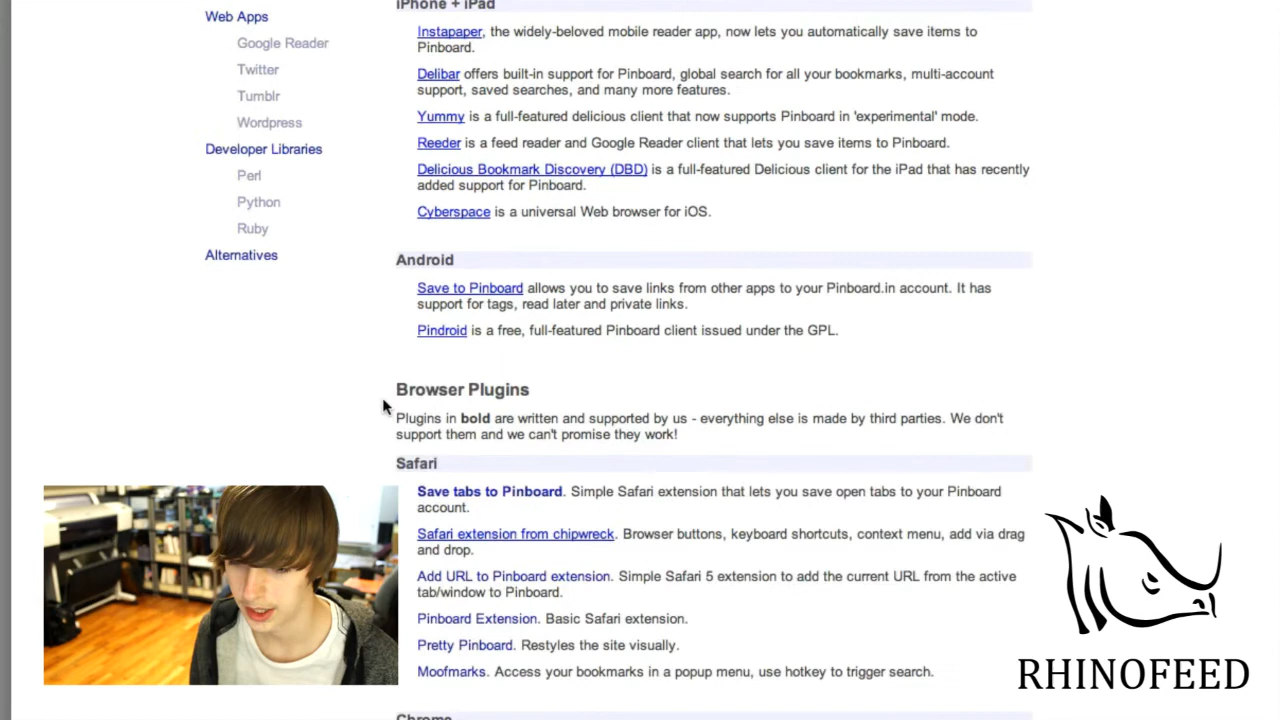 Web Apps
Google Reader
Twitter
Tumblr
Wordpress
Developer Libraries
Perl
Python
Ruby
Alternatives
iPhone + iPad
Instapaper, the widely-beloved mobile reader app, now lets you automatically save items to
Pinboard.
Delibar offers built-in support for Pinboard, global search for all your bookmarks, multi-account
support, saved searches, and many more features.
Yummy is a full-featured delicious client that now supports Pinboard in 'experimental' mode.
Reeder is a feed reader and Google Reader client that lets you save items to Pinboard.
Delicious Bookmark Discovery (DBD) is a full-featured Delicious client for the iPad that has recently
added support for Pinboard.
Cyberspace is a universal Web browser for iOS.
Android
Save to Pinboard allows you to save links from other apps to your Pinboard.in account. It has
support for tags, read later and private links.
Pindroid is a free, full-featured Pinboard client issued under the GPL.
Browser Plugins
Plugins in bold are written and supported by us - everything else is made by third parties. We don't
support them and we can't promise they work!
Safari
Save tabs to Pinboard. Simple Safari extension that lets you save open tabs to your Pinboard
account.
Safari extension from chipwreck. Browser buttons, keyboard shortcuts, context menu, add via drag
and drop.
Add URL to Pinboard extension. Simple Safari 5 extension to add the current URL from the active
tab/window to Pinboard.
Pinboard Extension. Basic Safari extension.
Pretty Pinboard. Restyles the site visually.
Moofmarks. Access your bookmarks in a popup menu, use hotkey to trigger search.
Chrome
RHINOFEED